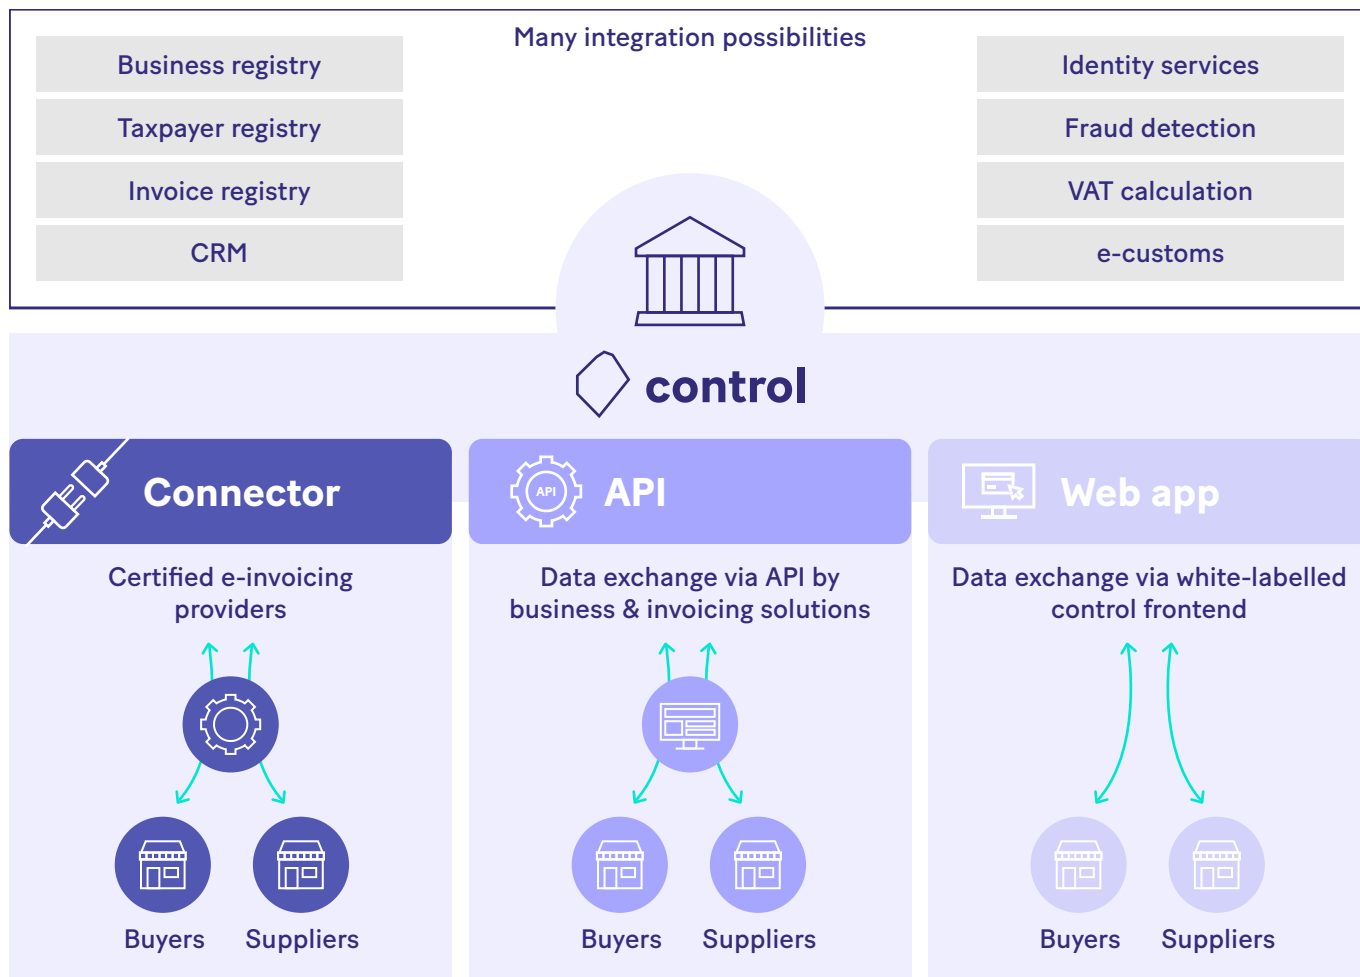 Many integration possibilities
Business registry
Taxpayer registry
Invoice registry
CRM
Identity services
Fraud detection
VAT calculation
e-customs
control
Connector
Certified e-invoicing
providers
Buyers
Suppliers
API
API
Data exchange via API by
business & invoicing solutions
Buyers
Suppliers
Web app
Data exchange via white-labelled
control frontend
Buyers
Suppliers